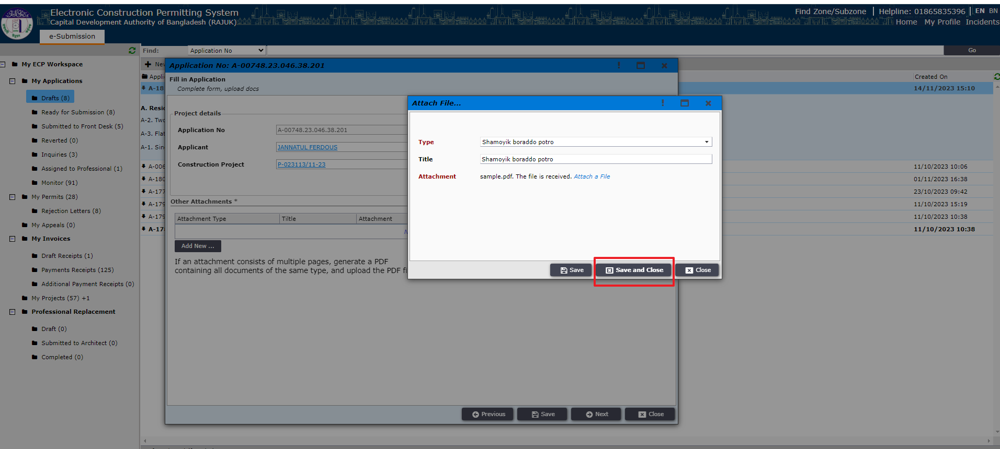 Electronic Construction Permitting System
Capital Development Authority of Bangladesh (RAJUK)
Find Zone/Subzone | Helpline: 01865835396 | EN BN
Home My Profile Incidents
e-Submission
Find: Application No Go
My ECP Workspace
My Applications
Drafts (8)
Ready for Submission (8)
Submitted to Front Desk (5)
Reverted (0)
Inquiries (3)
Assigned to Professional (1)
Monitor (91)
My Permits (28)
Rejection Letters (8)
My Appeals (0)
My Invoices
Draft Receipts (1)
Payments Receipts (125)
Additional Payment Receipts (0)
My Projects (57) +1
Professional Replacement
Draft (0)
Submitted to Architect (0)
Completed (0)
Created On
A-18 14/11/2023 15:10
A. Resi
A-2. Two
A-3. Flat
A-1. Sin
A-006 11/10/2023 10:06
A-180 01/11/2023 16:38
A-177 23/10/2023 09:42
A-179 11/10/2023 15:19
A-179 11/10/2023 10:38
A-17 11/10/2023 10:38
Application No: A-00748.23.046.38.201
Fill in Application
Complete form, upload docs
Project details
Application No A-00748.23.046.38.201
Applicant JANNATUL FERDOUS
Construction Project P-023113/11-23
Other Attachments *
Attachment Type Tiltle Attachment
Add New ...
If an attachment consists of multiple pages, generate a PDF
containing all documents of the same type, and upload the PDF fi
Previous Save Next Close
Attach File...
Type Shamoyik boraddo potro
Title Shamoyik boraddo potro
Attachment sample.pdf. The file is received. Attach a File
Save Save and Close Close